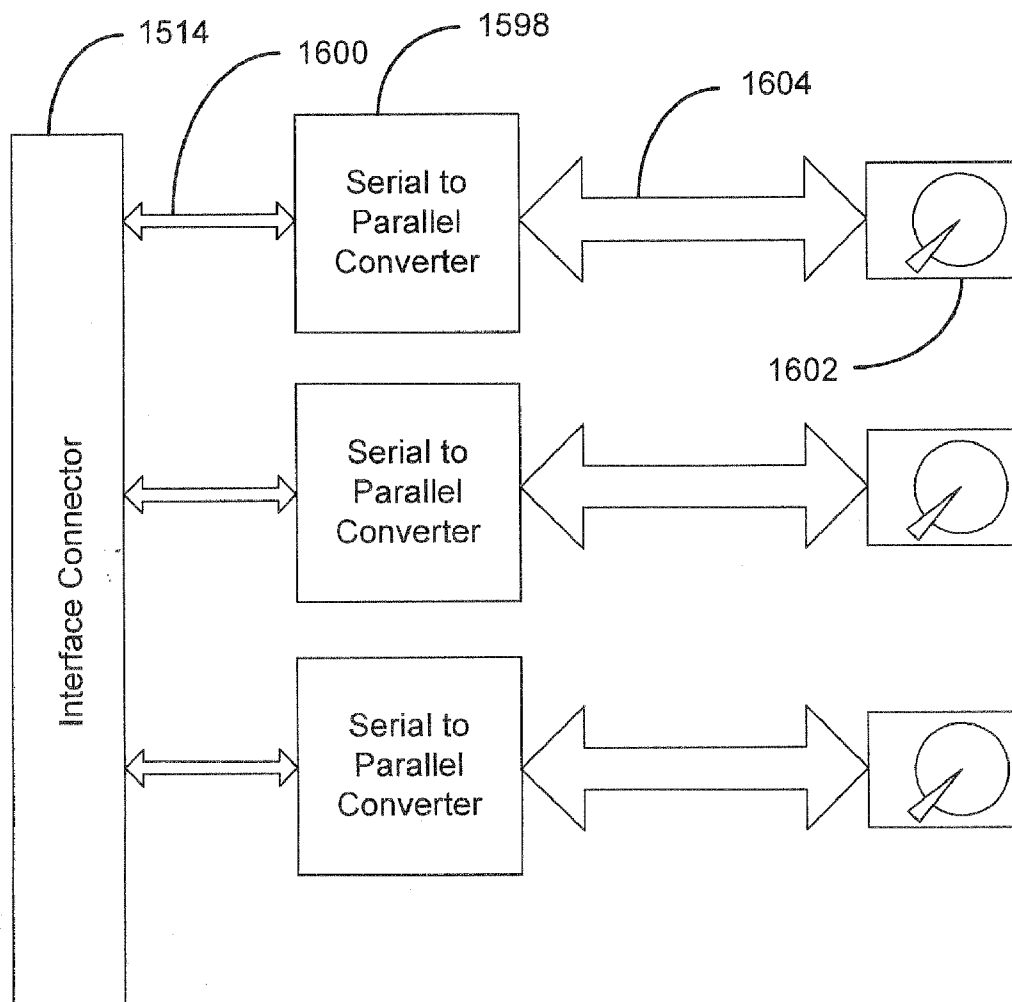 1514
1600
1598
1604
Serial to
Parallel
Converter
1602
Interface Connector
Serial to
Parallel
Converter
Serial to
Parallel
Converter